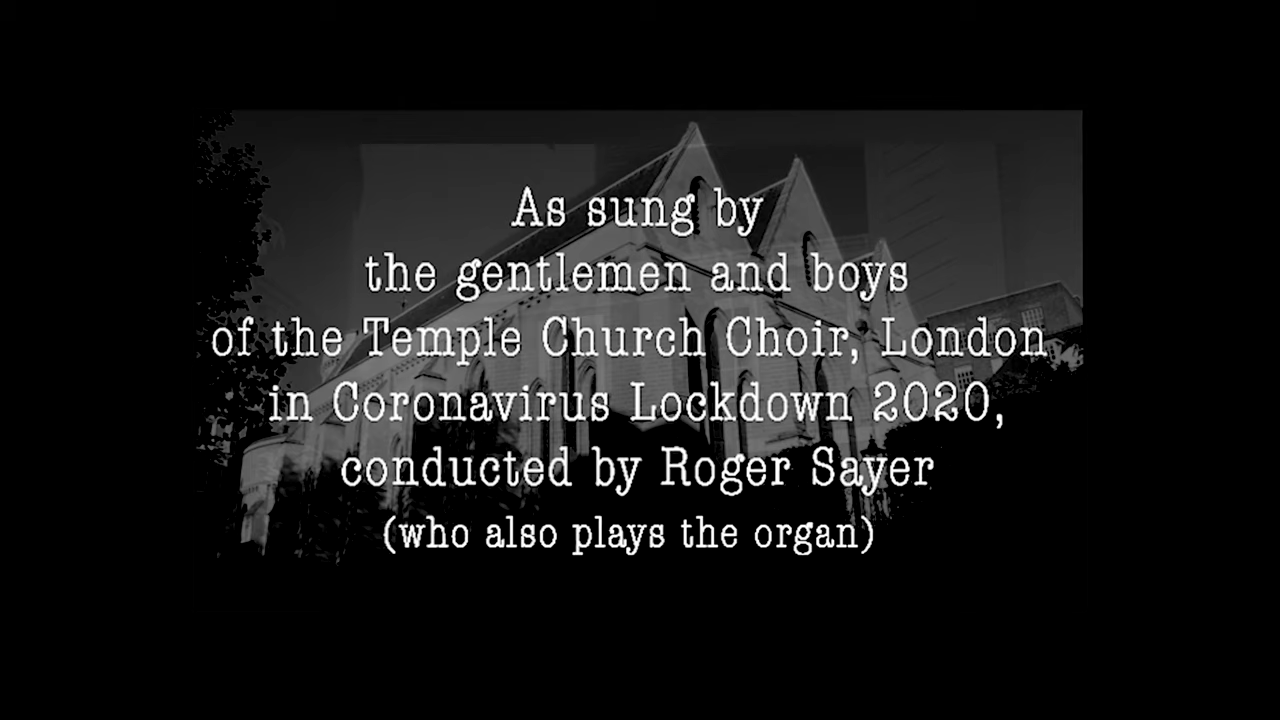 As sung by
the gentlemen and boys
of the Temple Church Choir, London
in Coronavirus Lockdown 2020,
conducted by Roger Sayer
(who also plays the organ)